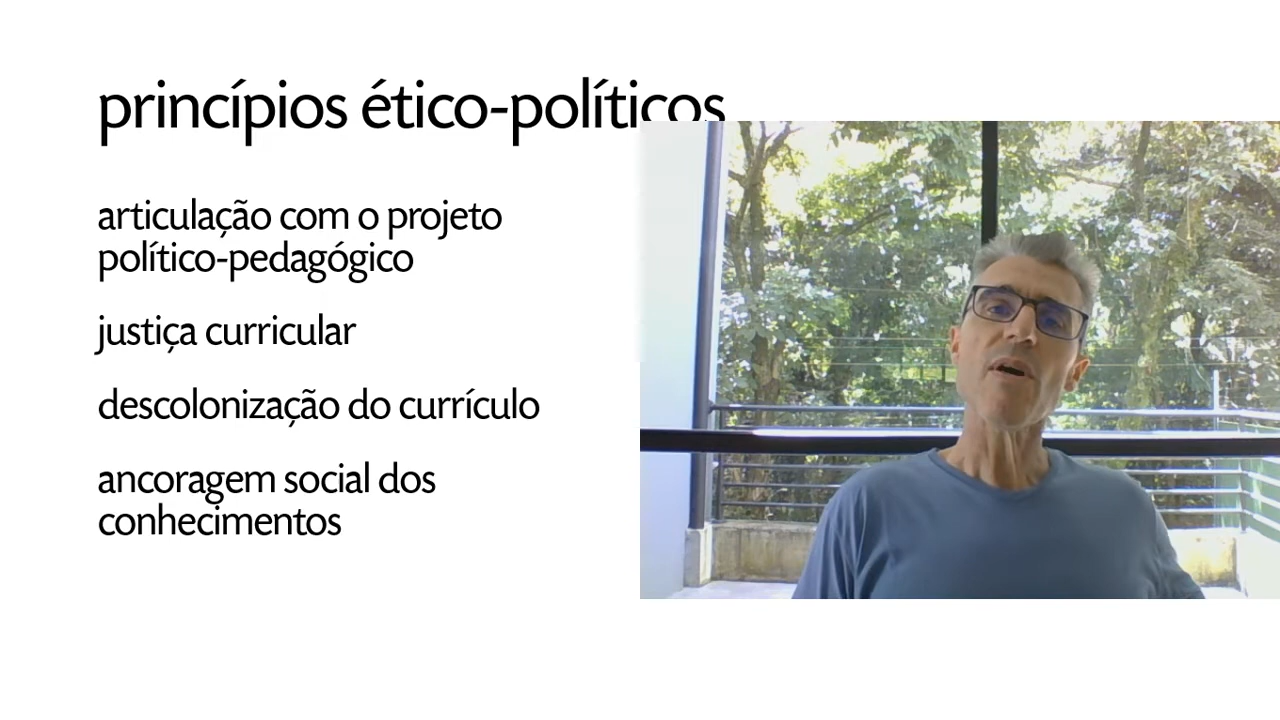 princípios ético-políticos
articulação com o projeto
político-pedagógico
justiça curricular
descolonização do currículo
ancoragem social dos
conhecimentos